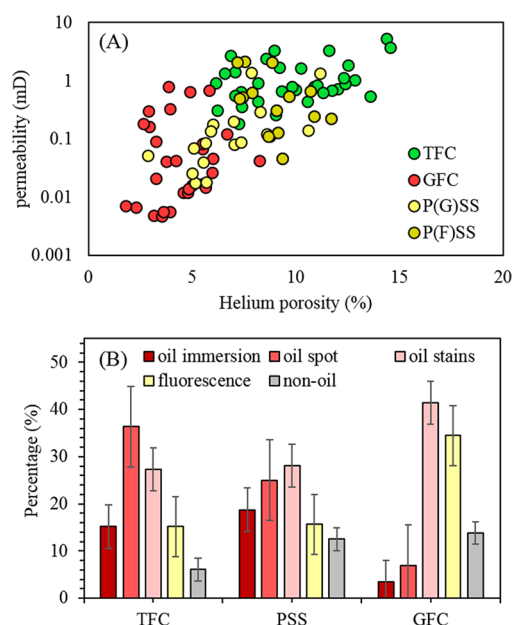 (A)
10
1
0.1
0.01
0.001
permeability (mD)
TFC
GFC
P(G)SS
P(F)SS
0 5 10 15 20
Helium porosity (%)
(B)
oil immersion oil spot oil stains
fluorescence non-oil
50
40
30
20
10
0
Percentage (%)
TFC PSS GFC